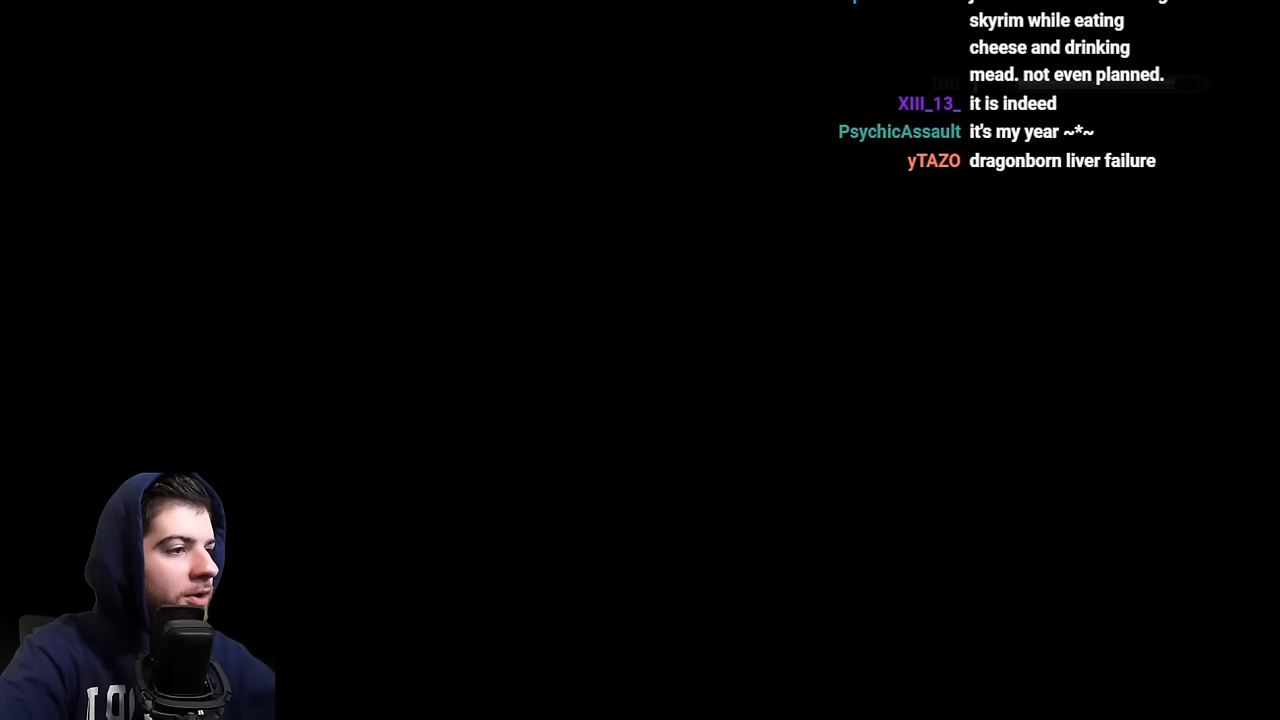 skyrim while eating
cheese and drinking
mead. not even planned.
LEVEL
XIII_13_ it is indeed
PsychicAssault it's my year ~*~
yTAZO dragonborn liver failure